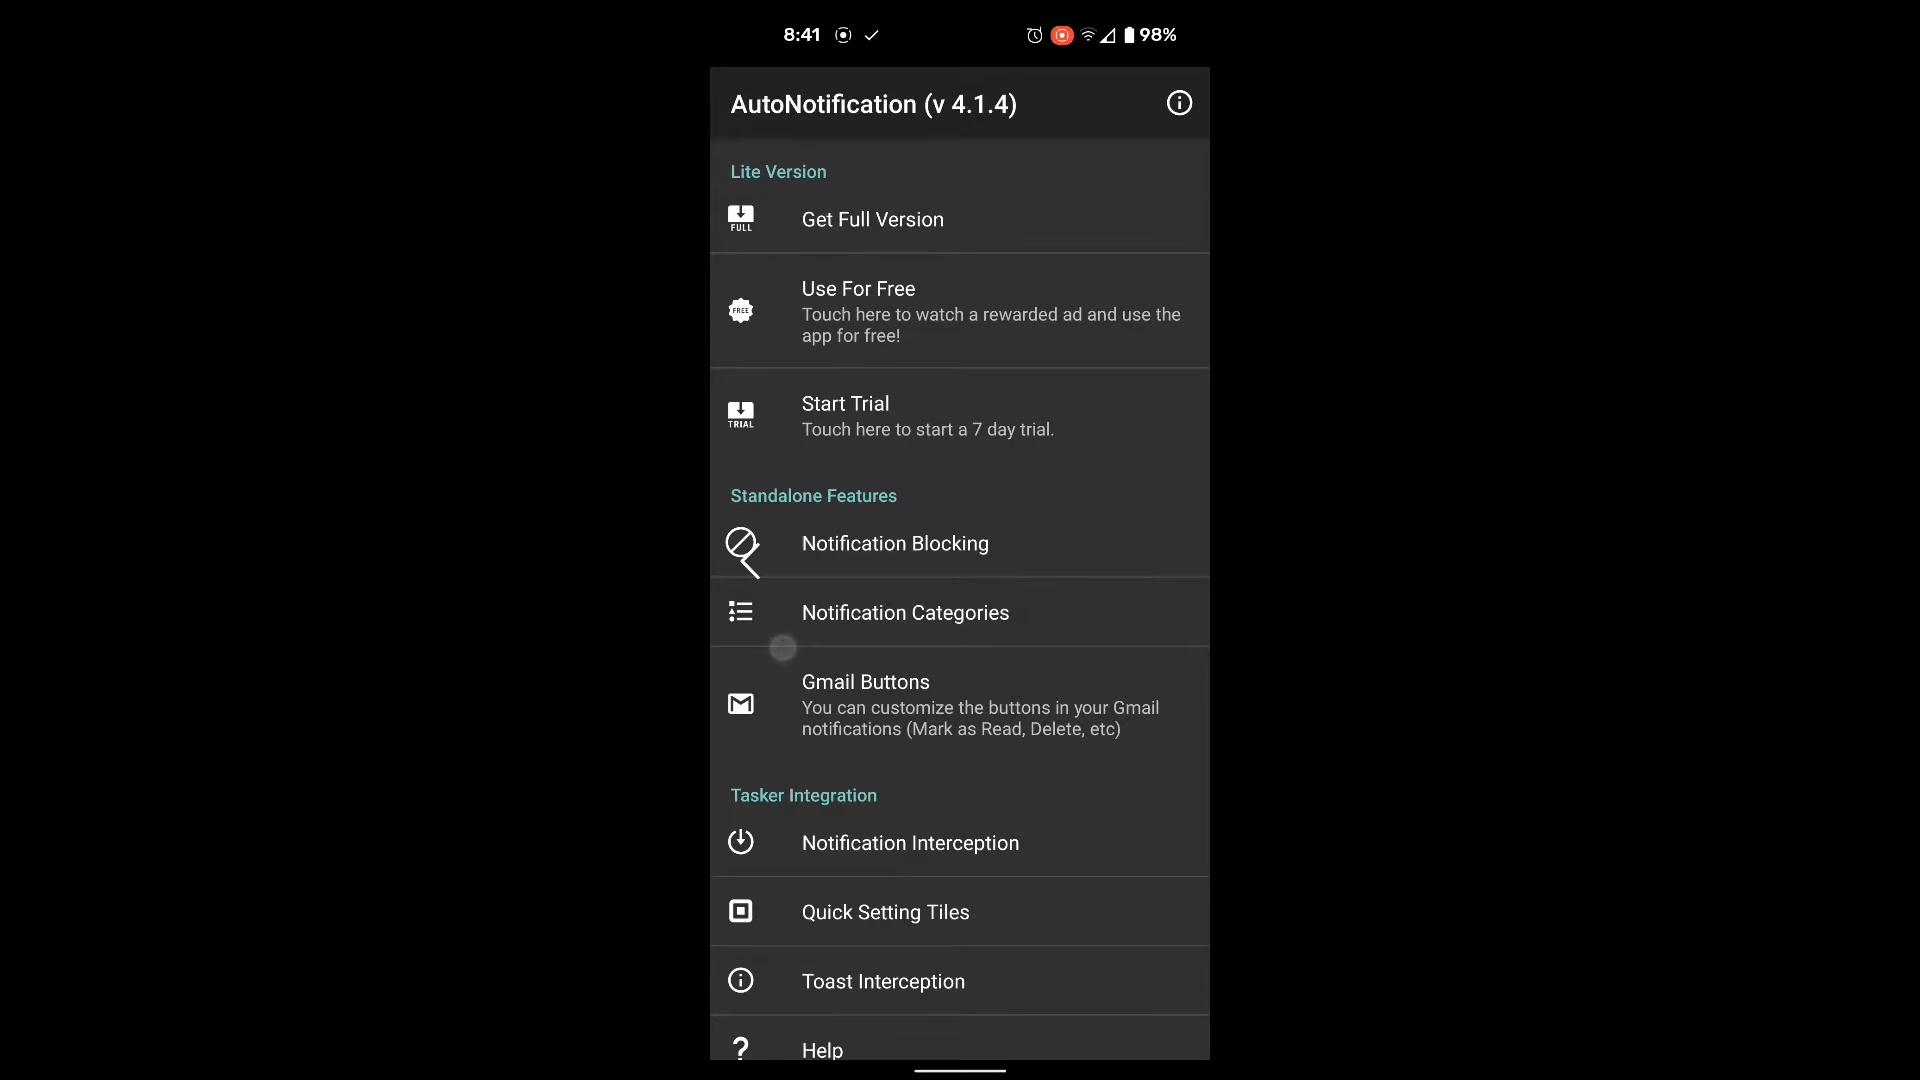 8:41
98%
AutoNotification (v 4.1.4)
Lite Version
FULL
Get Full Version
Use For Free
FREE
Touch here to watch a rewarded ad and use the
app for free!
Start Trial
TRIAL
Touch here to start a 7 day trial.
Standalone Features
Notification Blocking
Notification Categories
Gmail Buttons
You can customize the buttons in your Gmail
notifications (Mark as Read, Delete, etc)
Tasker Integration
Notification Interception
Quick Setting Tiles
Toast Interception
Help